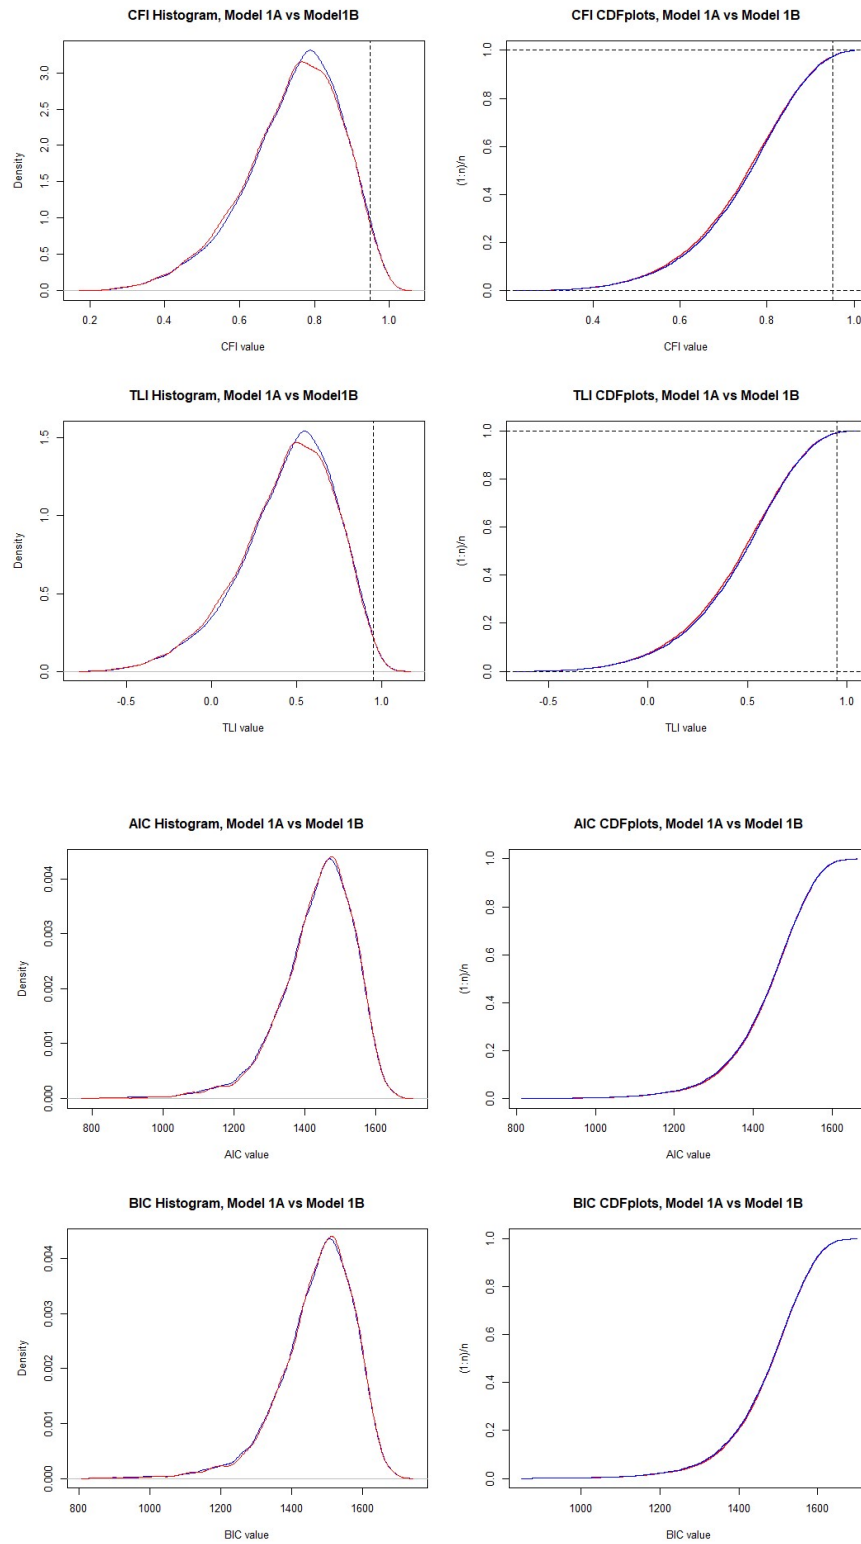 CFI Histogram, Model 1A vs Model1B
Density
0.0 0.5 1.0 1.5 2.0 2.5 3.0
0.2 0.4 0.6 0.8 1.0
CFI value
CFI CDFplots, Model 1A vs Model 1B
(1:n)/n
0.0 0.2 0.4 0.6 0.8 1.0
0.4 0.6 0.8 1.0
CFI value
TLI Histogram, Model 1A vs Model1B
Density
0.0 0.5 1.0 1.5
-0.5 0.0 0.5 1.0
TLI value
TLI CDFplots, Model 1A vs Model 1B
(1:n)/n
0.0 0.2 0.4 0.6 0.8 1.0
-0.5 0.0 0.5 1.0
TLI value
AIC Histogram, Model 1A vs Model 1B
Density
0.000 0.001 0.002 0.003 0.004
800 1000 1200 1400 1600
AIC value
AIC CDFplots, Model 1A vs Model 1B
(1:n)/n
0.0 0.2 0.4 0.6 0.8 1.0
800 1000 1200 1400 1600
AIC value
BIC Histogram, Model 1A vs Model 1B
Density
0.000 0.001 0.002 0.003 0.004
800 1000 1200 1400 1600
BIC value
BIC CDFplots, Model 1A vs Model 1B
(1:n)/n
0.0 0.2 0.4 0.6 0.8 1.0
1000 1200 1400 1600
BIC value